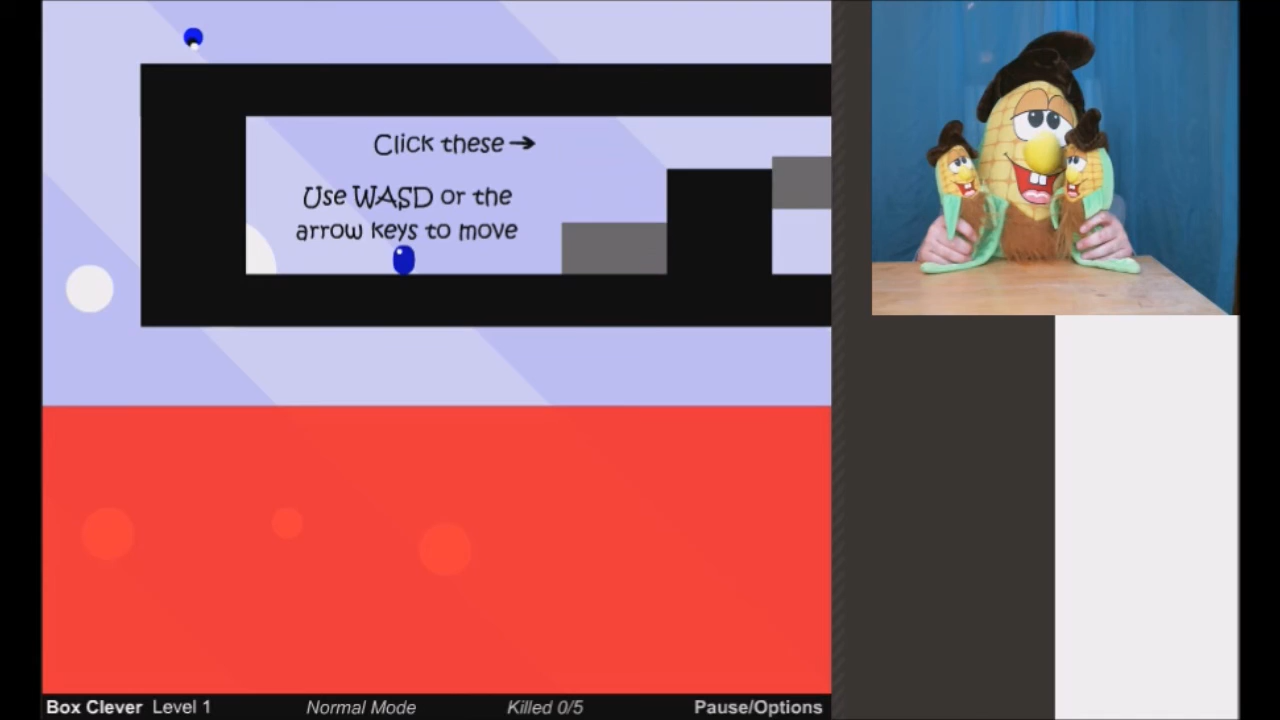 Click these →
Use WASD or the
arrow keys to move
Box Clever Level 1 Normal Mode Killed 0/5 Pause/Options